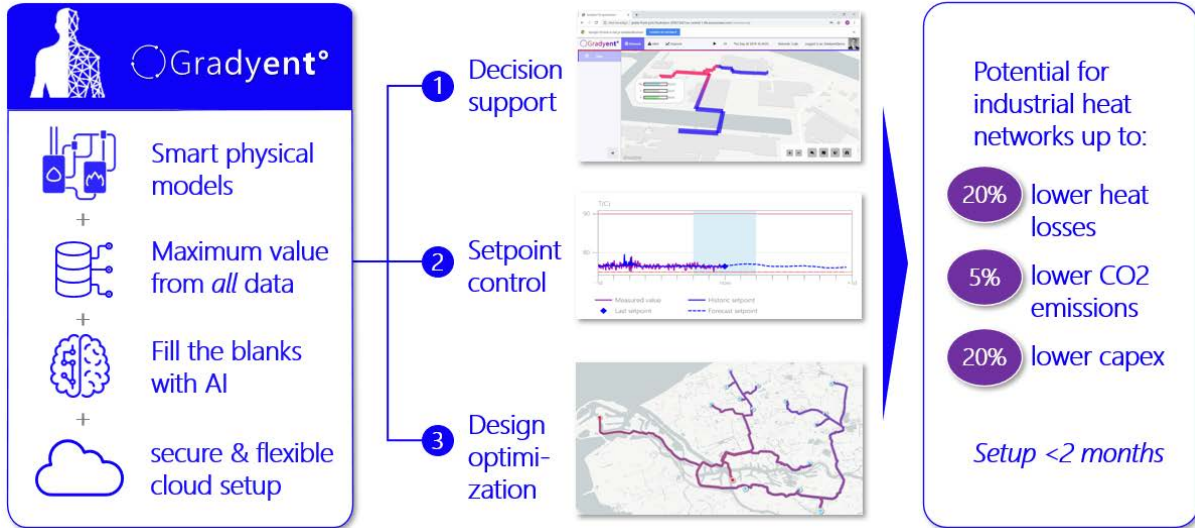 Gradyent°
Smart physical
models
+
Maximum value
from all data
+
Fill the blanks
with AI
+
secure & flexible
cloud setup
1
Decision
support
Gradyent°
2
Setpoint
control
T(C)
90
Measured value
Historic setpoint
Last setpoint
Forecast setpoint
3
Design
optimi-
zation
Potential for
industrial heat
networks up to:
20%
lower heat
losses
5%
lower CO2
emissions
20%
lower capex
Setup <2 months